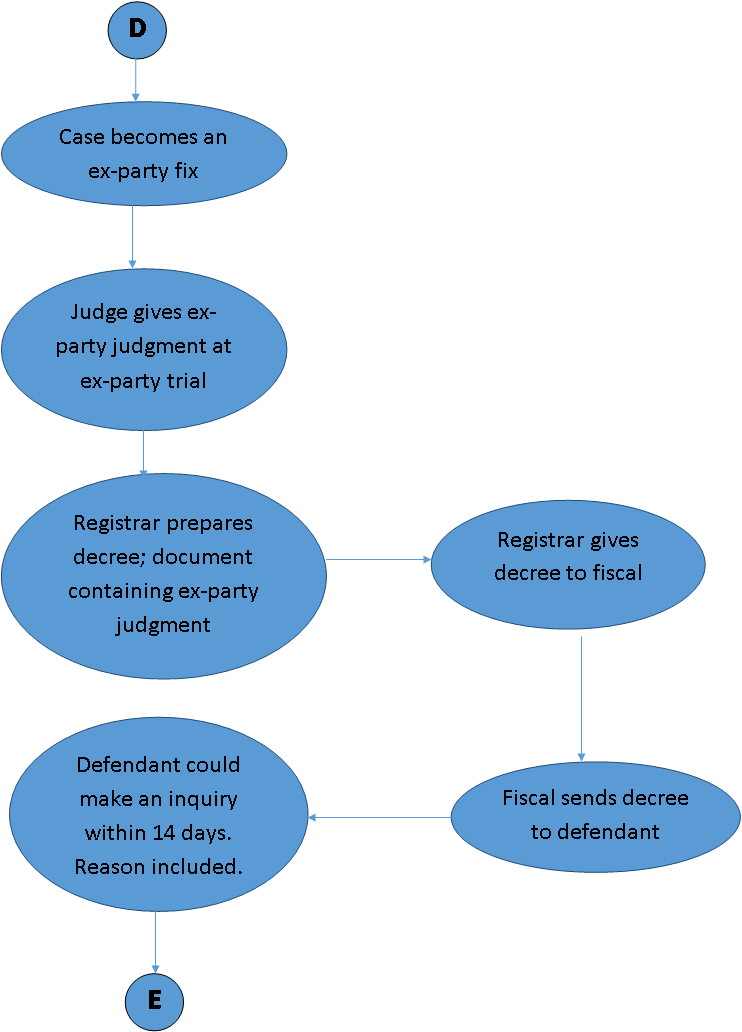 D
Case becomes an
ex-party fix
Judge gives ex-
party judgment at
ex-party trial
Registrar prepares
decree; document
containing ex-party
judgment
Registrar gives
decree to fiscal
Fiscal sends decree
to defendant
Defendant could
make an inquiry
within 14 days.
Reason included.
E